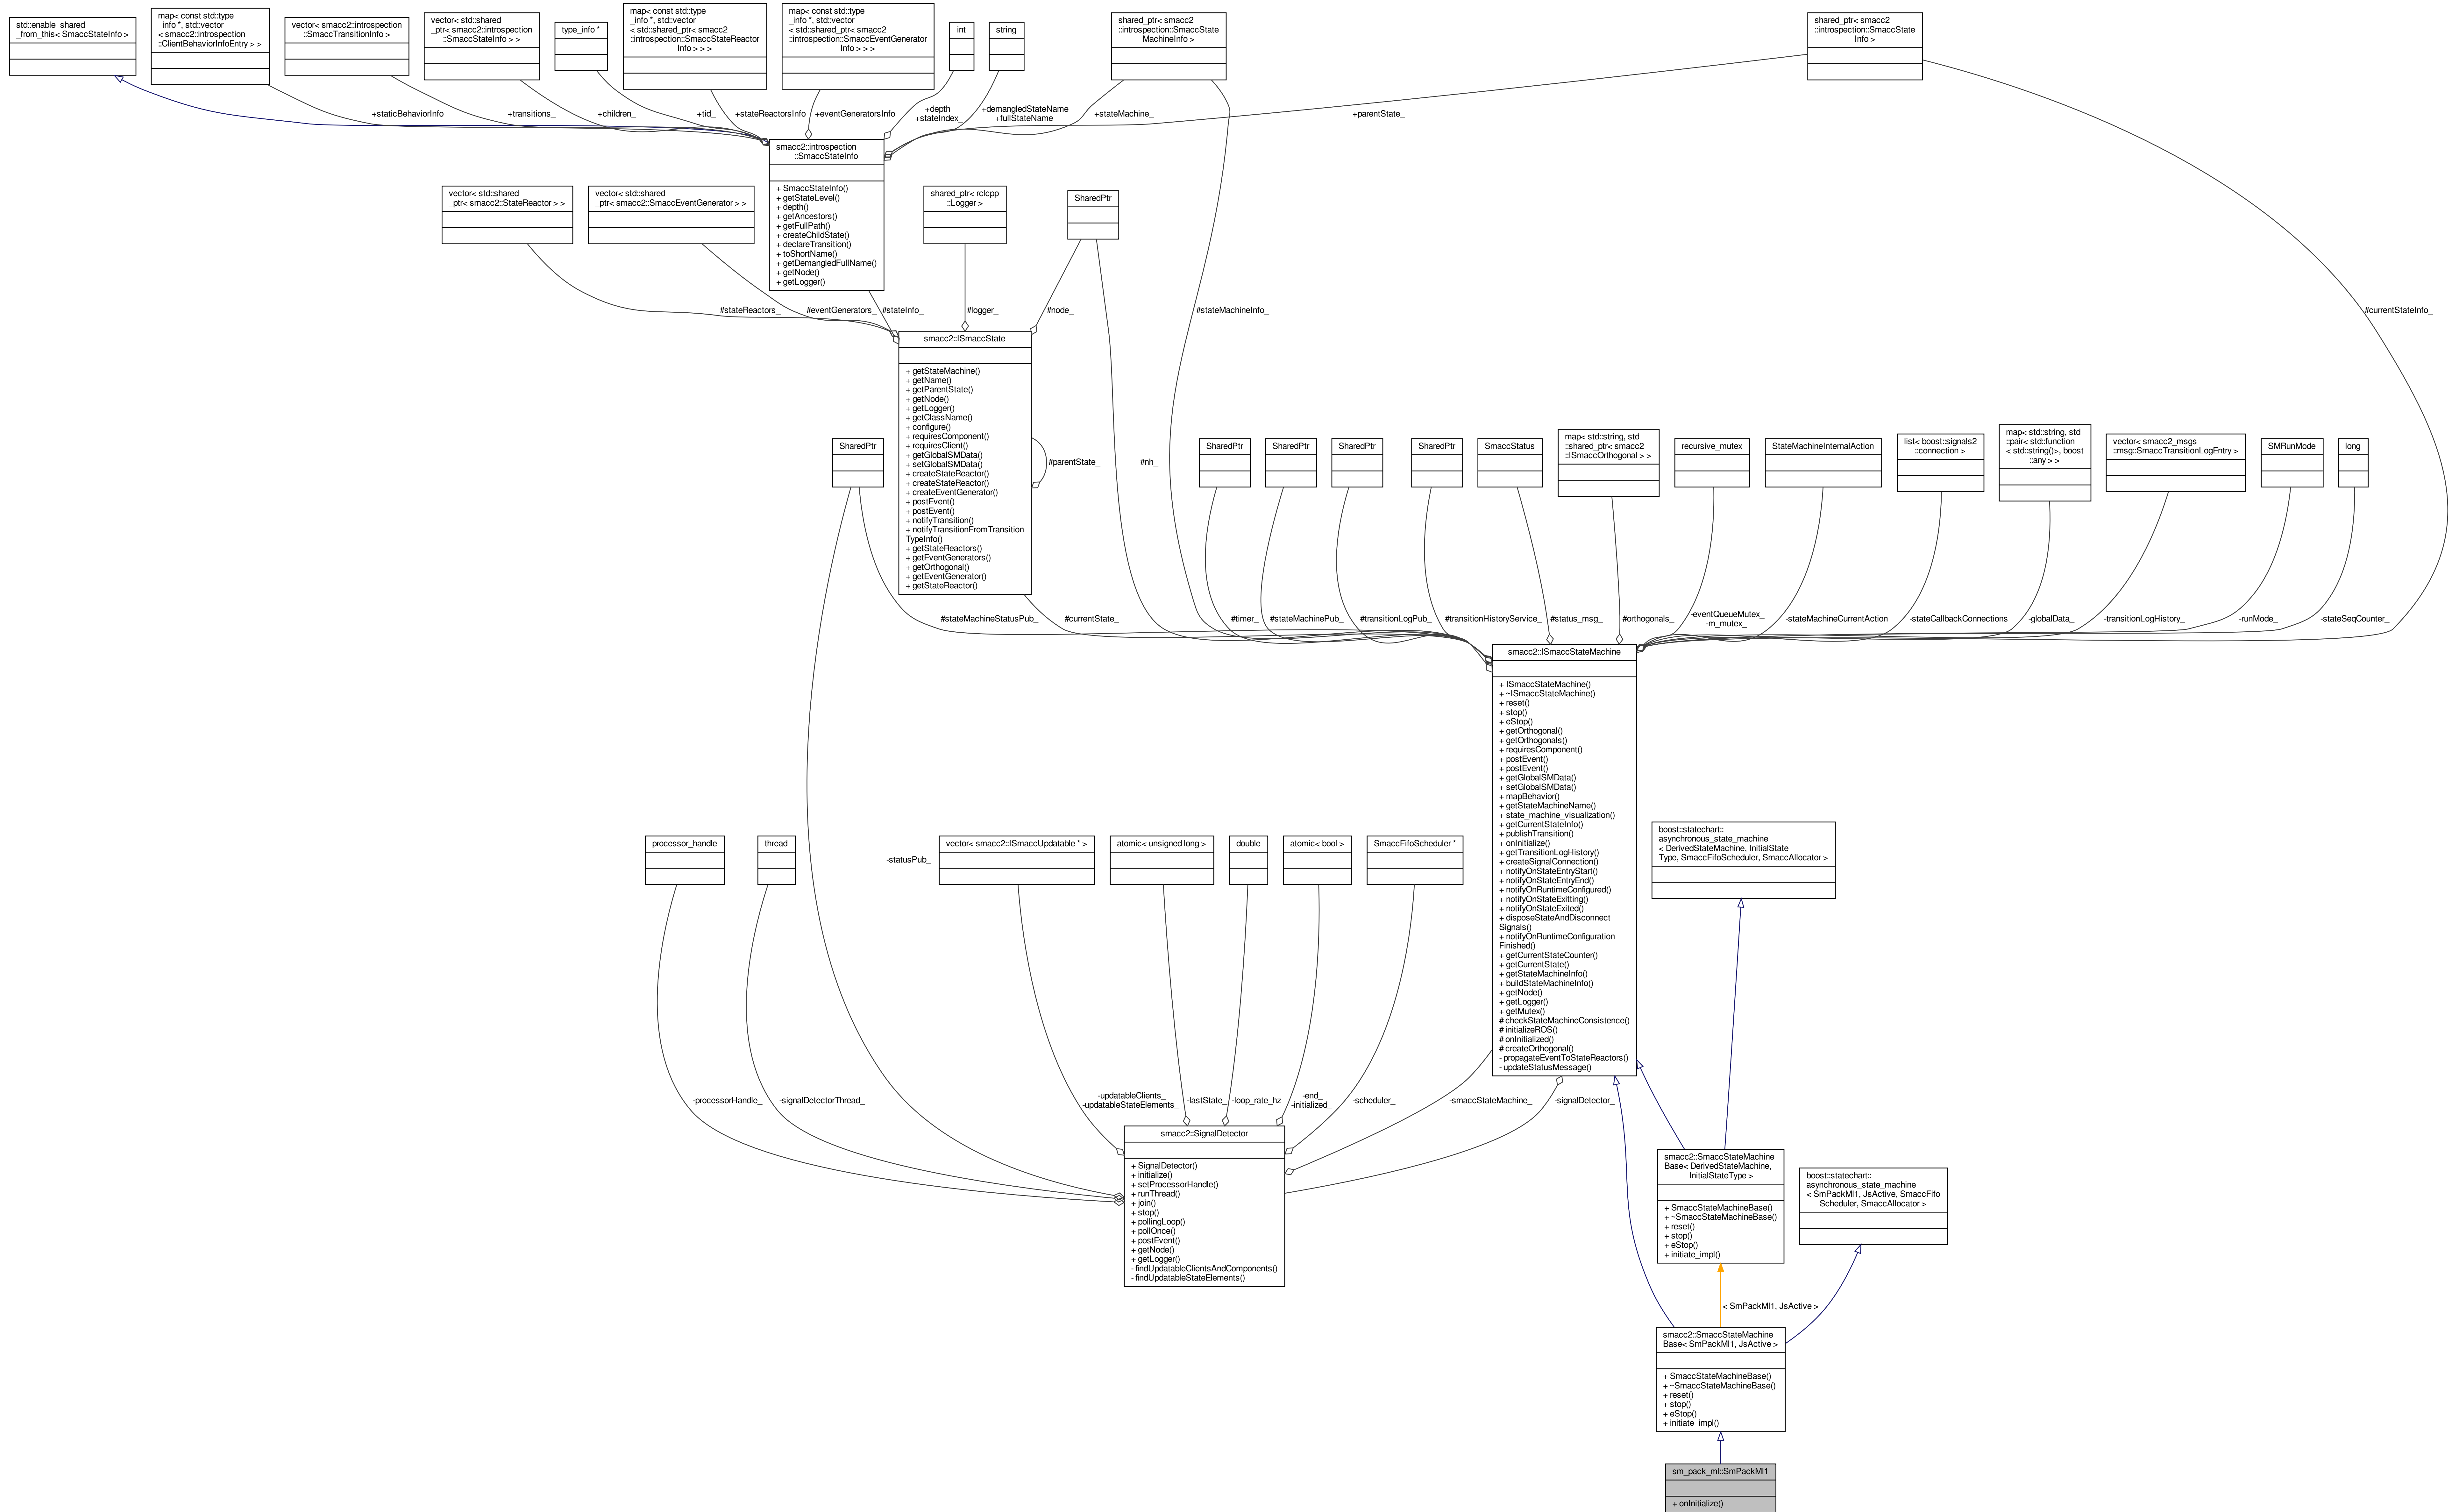 std::enable_shared
_from_this< SmaccStateInfo >
map< const std::type
_info *, std::vector
< smacc2::introspection
::ClientBehaviorInfoEntry > >
vector< smacc2::introspection
::SmaccTransitionInfo >
vector< std::shared
_ptr< smacc2::introspection
::SmaccStateInfo > >
type_info *
map< const std::type
_info *, std::vector
< std::shared_ptr< smacc2
::introspection::SmaccStateReactor
Info > > >
map< const std::type
_info *, std::vector
< std::shared_ptr< smacc2
::introspection::SmaccEventGenerator
Info > > >
int
string
shared_ptr< smacc2
::introspection::SmaccState
MachineInfo >
shared_ptr< smacc2
::introspection::SmaccState
Info >
+staticBehaviorInfo
+transitions_
+children_
+tid_
+stateReactorsInfo
+eventGeneratorsInfo
+depth_
+stateIndex_
+demangledStateName
+fullStateName
+stateMachine_
+parentState_
smacc2::introspection
::SmaccStateInfo
+ SmaccStateInfo()
+ getStateLevel()
+ depth()
+ getAncestors()
+ getFullPath()
+ createChildState()
+ declareTransition()
+ toShortName()
+ getDemangledFullName()
+ getNode()
+ getLogger()
vector< std::shared
_ptr< smacc2::StateReactor > >
vector< std::shared
_ptr< smacc2::SmaccEventGenerator > >
shared_ptr< rclcpp
::Logger >
SharedPtr
#stateReactors_
#eventGenerators_
#stateInfo_
#logger_
#node_
#stateMachineInfo_
#currentStateInfo_
smacc2::ISmaccState
+ getStateMachine()
+ getName()
+ getParentState()
+ getNode()
+ getLogger()
+ getClassName()
+ configure()
+ requiresComponent()
+ requiresClient()
+ getGlobalSMData()
+ setGlobalSMData()
+ createStateReactor()
+ createStateReactor()
+ createEventGenerator()
+ postEvent()
+ postEvent()
+ notifyTransition()
+ notifyTransitionFromTransition
TypeInfo()
+ getStateReactors()
+ getEventGenerators()
+ getOrthogonal()
+ getEventGenerator()
+ getStateReactor()
#parentState_
#nh_
SharedPtr
SharedPtr
SharedPtr
SharedPtr
SharedPtr
SmaccStatus
map< std::string, std
::shared_ptr< smacc2
::ISmaccOrthogonal > >
recursive_mutex
StateMachineInternalAction
list< boost::signals2
::connection >
map< std::string, std
::pair< std::function
< std::string()>, boost
::any > >
vector< smacc2_msgs
::msg::SmaccTransitionLogEntry >
SMRunMode
long
#stateMachineStatusPub_
#currentState_
#timer_
#stateMachinePub_
#transitionLogPub_
#transitionHistoryService_
#status_msg_
#orthogonals_
-eventQueueMutex_
-m_mutex_
-stateMachineCurrentAction
-stateCallbackConnections
-globalData_
-transitionLogHistory_
-runMode_
-stateSeqCounter_
smacc2::ISmaccStateMachine
+ ISmaccStateMachine()
+ ~ISmaccStateMachine()
+ reset()
+ stop()
+ eStop()
+ getOrthogonal()
+ getOrthogonals()
+ requiresComponent()
+ postEvent()
+ postEvent()
+ getGlobalSMData()
+ setGlobalSMData()
+ mapBehavior()
+ getStateMachineName()
+ state_machine_visualization()
+ getCurrentStateInfo()
+ publishTransition()
+ onInitialize()
+ getTransitionLogHistory()
+ createSignalConnection()
+ notifyOnStateEntryStart()
+ notifyOnStateEntryEnd()
+ notifyOnRuntimeConfigured()
+ notifyOnStateExitting()
+ notifyOnStateExited()
+ disposeStateAndDisconnect
Signals()
+ notifyOnRuntimeConfiguration
Finished()
+ getCurrentStateCounter()
+ getCurrentState()
+ getStateMachineInfo()
+ buildStateMachineInfo()
+ getNode()
+ getLogger()
+ getMutex()
# checkStateMachineConsistence()
# initializeROS()
# onInitialized()
# createOrthogonal()
- propagateEventToStateReactors()
- updateStatusMessage()
processor_handle
thread
-statusPub_
vector< smacc2::ISmaccUpdatable * >
atomic< unsigned long >
double
atomic< bool >
SmaccFifoScheduler *
boost::statechart::
asynchronous_state_machine
< DerivedStateMachine, InitialState
Type, SmaccFifoScheduler, SmaccAllocator >
-processorHandle_
-signalDetectorThread_
-updatableClients_
-updatableStateElements_
-lastState_
-loop_rate_hz
-end_
-initialized_
-scheduler_
-smaccStateMachine_
-signalDetector_
smacc2::SignalDetector
+ SignalDetector()
+ initialize()
+ setProcessorHandle()
+ runThread()
+ join()
+ stop()
+ pollingLoop()
+ pollOnce()
+ postEvent()
+ getNode()
+ getLogger()
- findUpdatableClientsAndComponents()
- findUpdatableStateElements()
smacc2::SmaccStateMachine
Base< DerivedStateMachine,
InitialStateType >
+ SmaccStateMachineBase()
+ ~SmaccStateMachineBase()
+ reset()
+ stop()
+ eStop()
+ initiate_impl()
boost::statechart::
asynchronous_state_machine
< SmPackMl1, JsActive, SmaccFifo
Scheduler, SmaccAllocator >
< SmPackMl1, JsActive >
smacc2::SmaccStateMachine
Base< SmPackMl1, JsActive >
+ SmaccStateMachineBase()
+ ~SmaccStateMachineBase()
+ reset()
+ stop()
+ eStop()
+ initiate_impl()
sm_pack_ml::SmPackMl1
+ onInitialize()